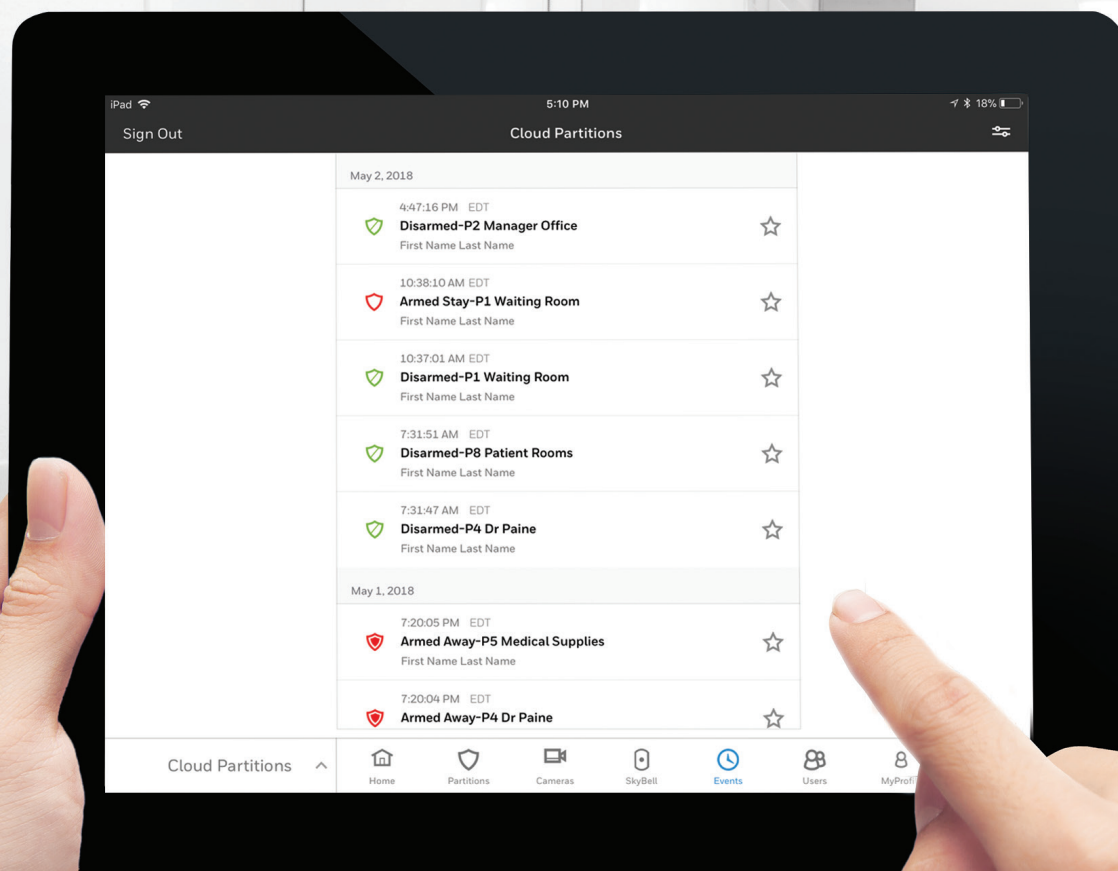 iPad 5:10 PM 18%
Sign Out Cloud Partitions
May 2, 2018
4:47:16 PM EDT
Disarmed-P2 Manager Office
First Name Last Name
10:38:10 AM EDT
Armed Stay-P1 Waiting Room
First Name Last Name
10:37:01 AM EDT
Disarmed-P1 Waiting Room
First Name Last Name
7:31:51 AM EDT
Disarmed-P8 Patient Rooms
First Name Last Name
7:31:47 AM EDT
Disarmed-P4 Dr Paine
First Name Last Name
May 1, 2018
7:20:05 PM EDT
Armed Away-P5 Medical Supplies
First Name Last Name
7:20:04 PM EDT
Armed Away-P4 Dr Paine
Cloud Partitions
Home Partitions Cameras SkyBell Events Users MyProfi